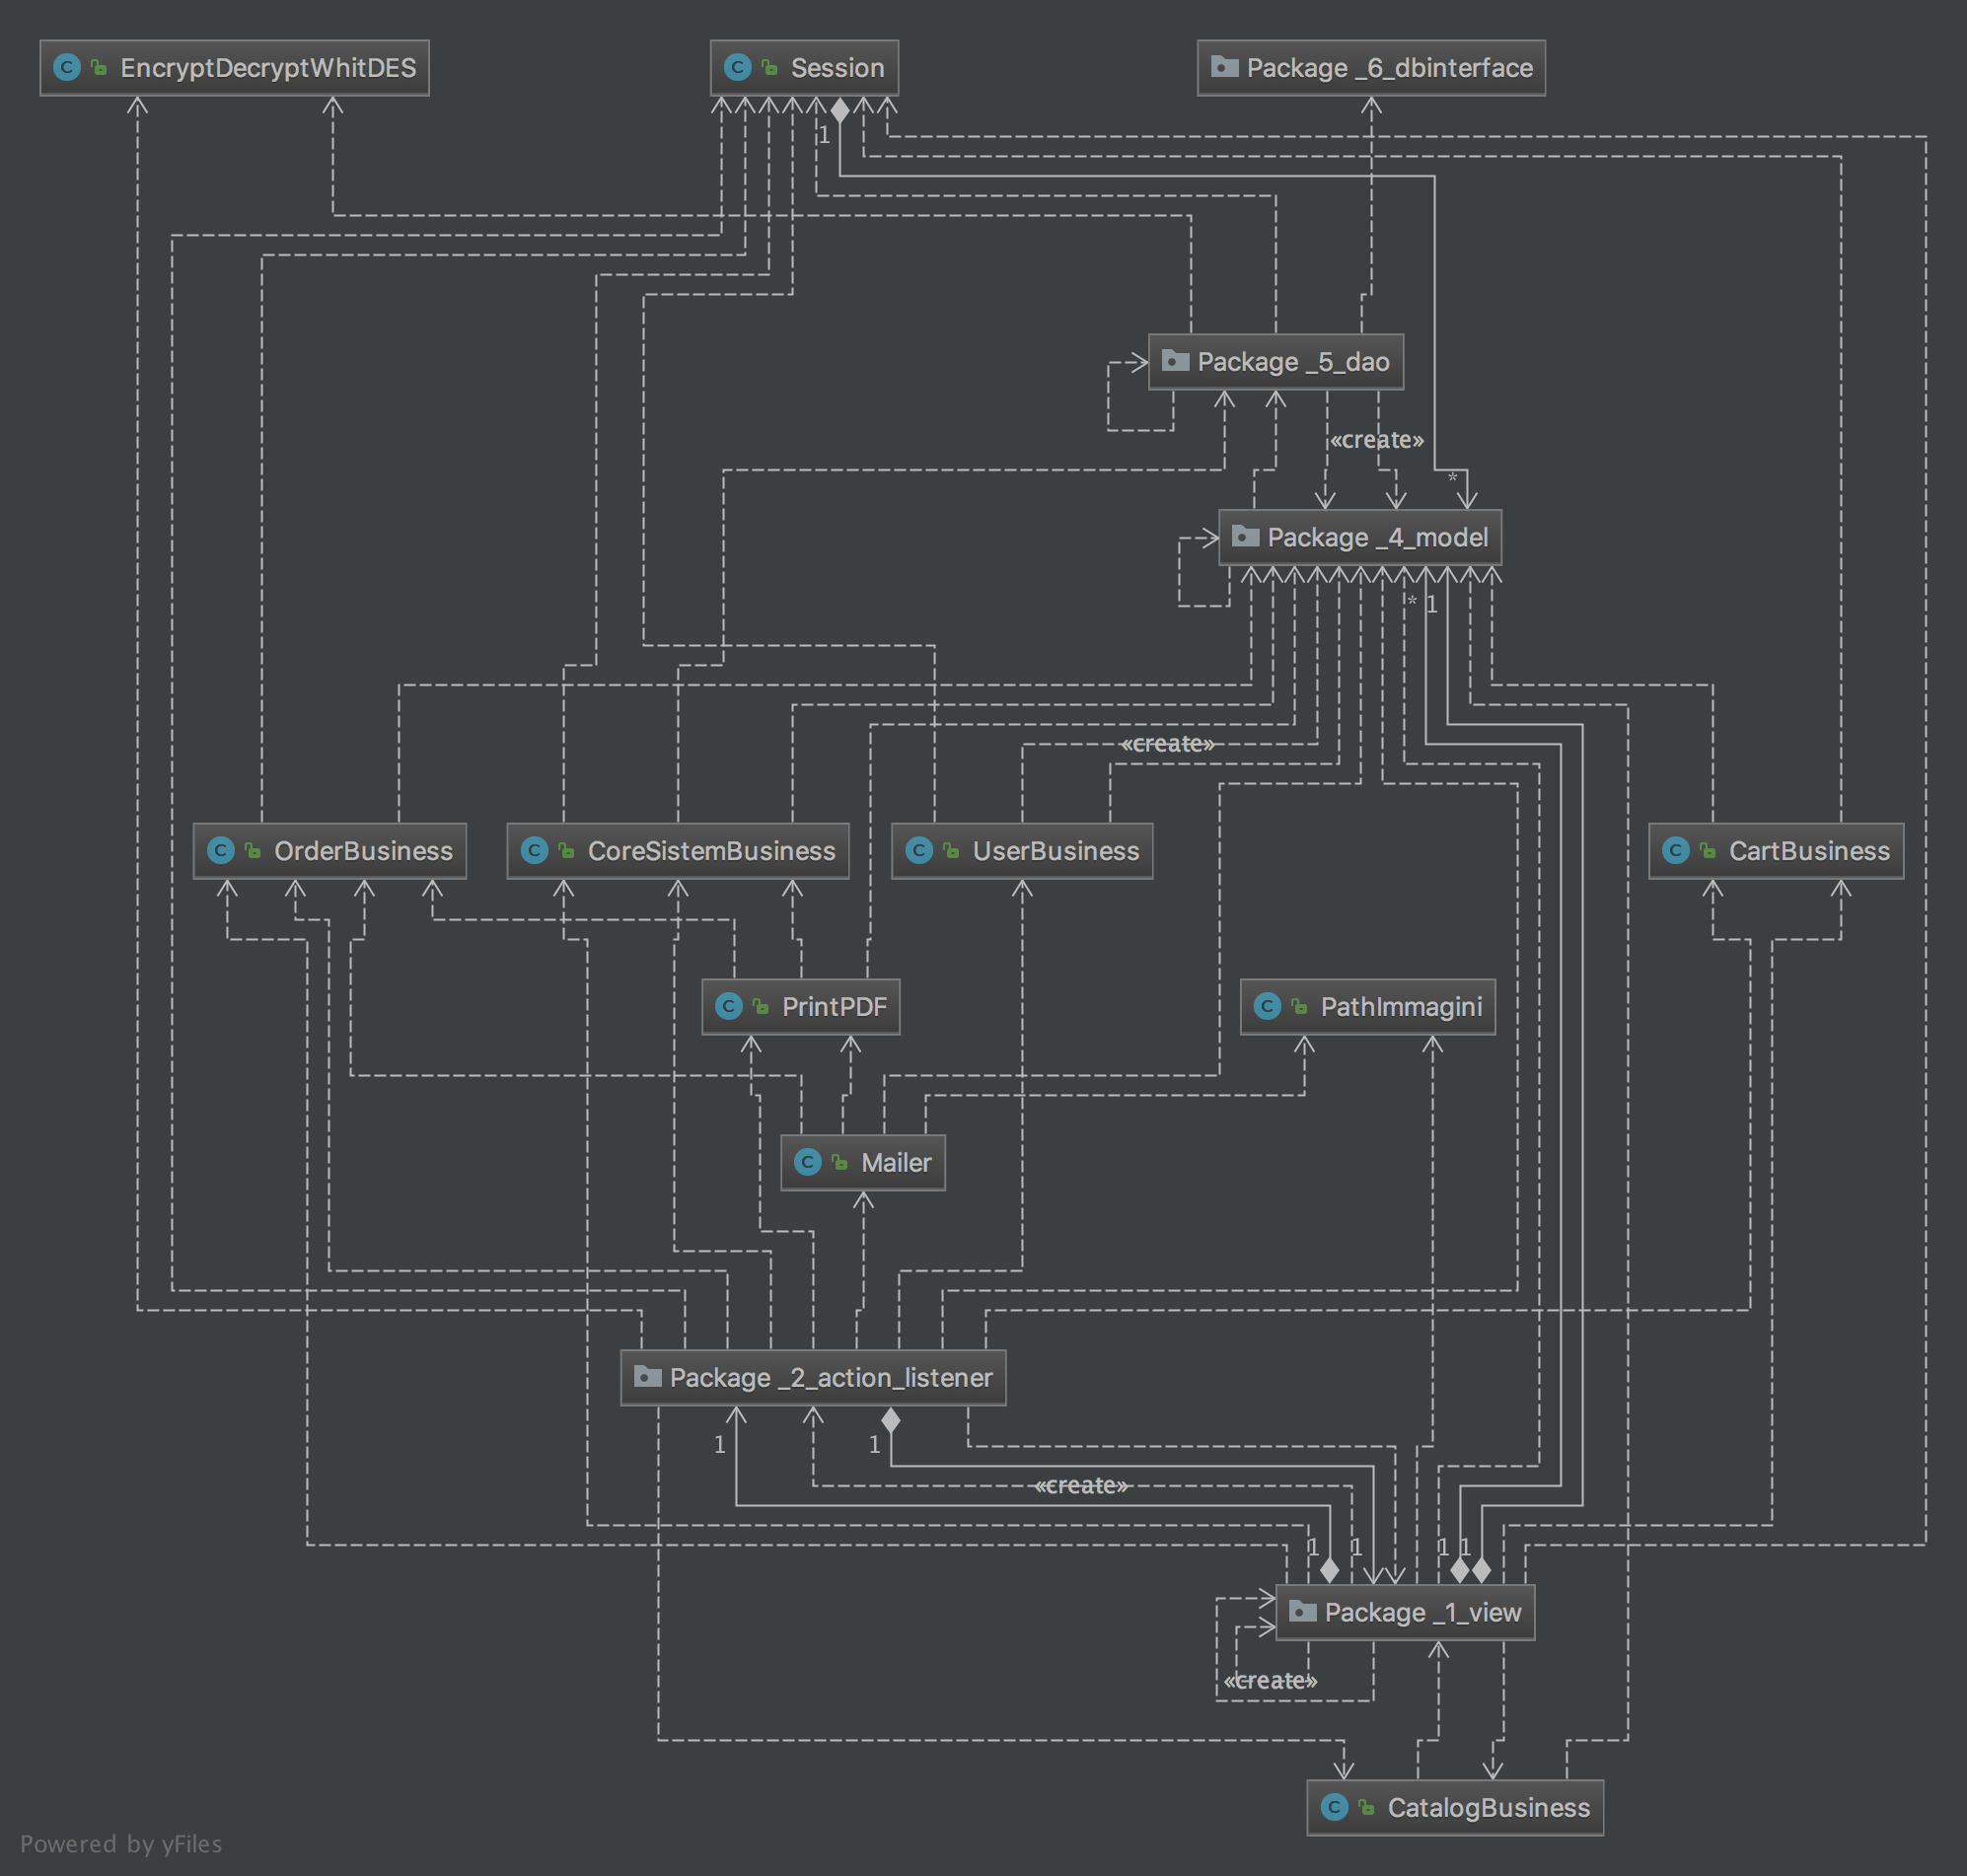 EncryptDecryptWhitDES
Session
Package _6_dbinterface
1
Package _5_dao
«create»
*
Package _4_model
* 1
«create»
OrderBusiness
CoreSistemBusiness
UserBusiness
CartBusiness
PrintPDF
PathImmagini
Mailer
Package _2_action_listener
1
1
«create»
1
1
1
1
Package _1_view
«create»
CatalogBusiness
Powered by yFiles